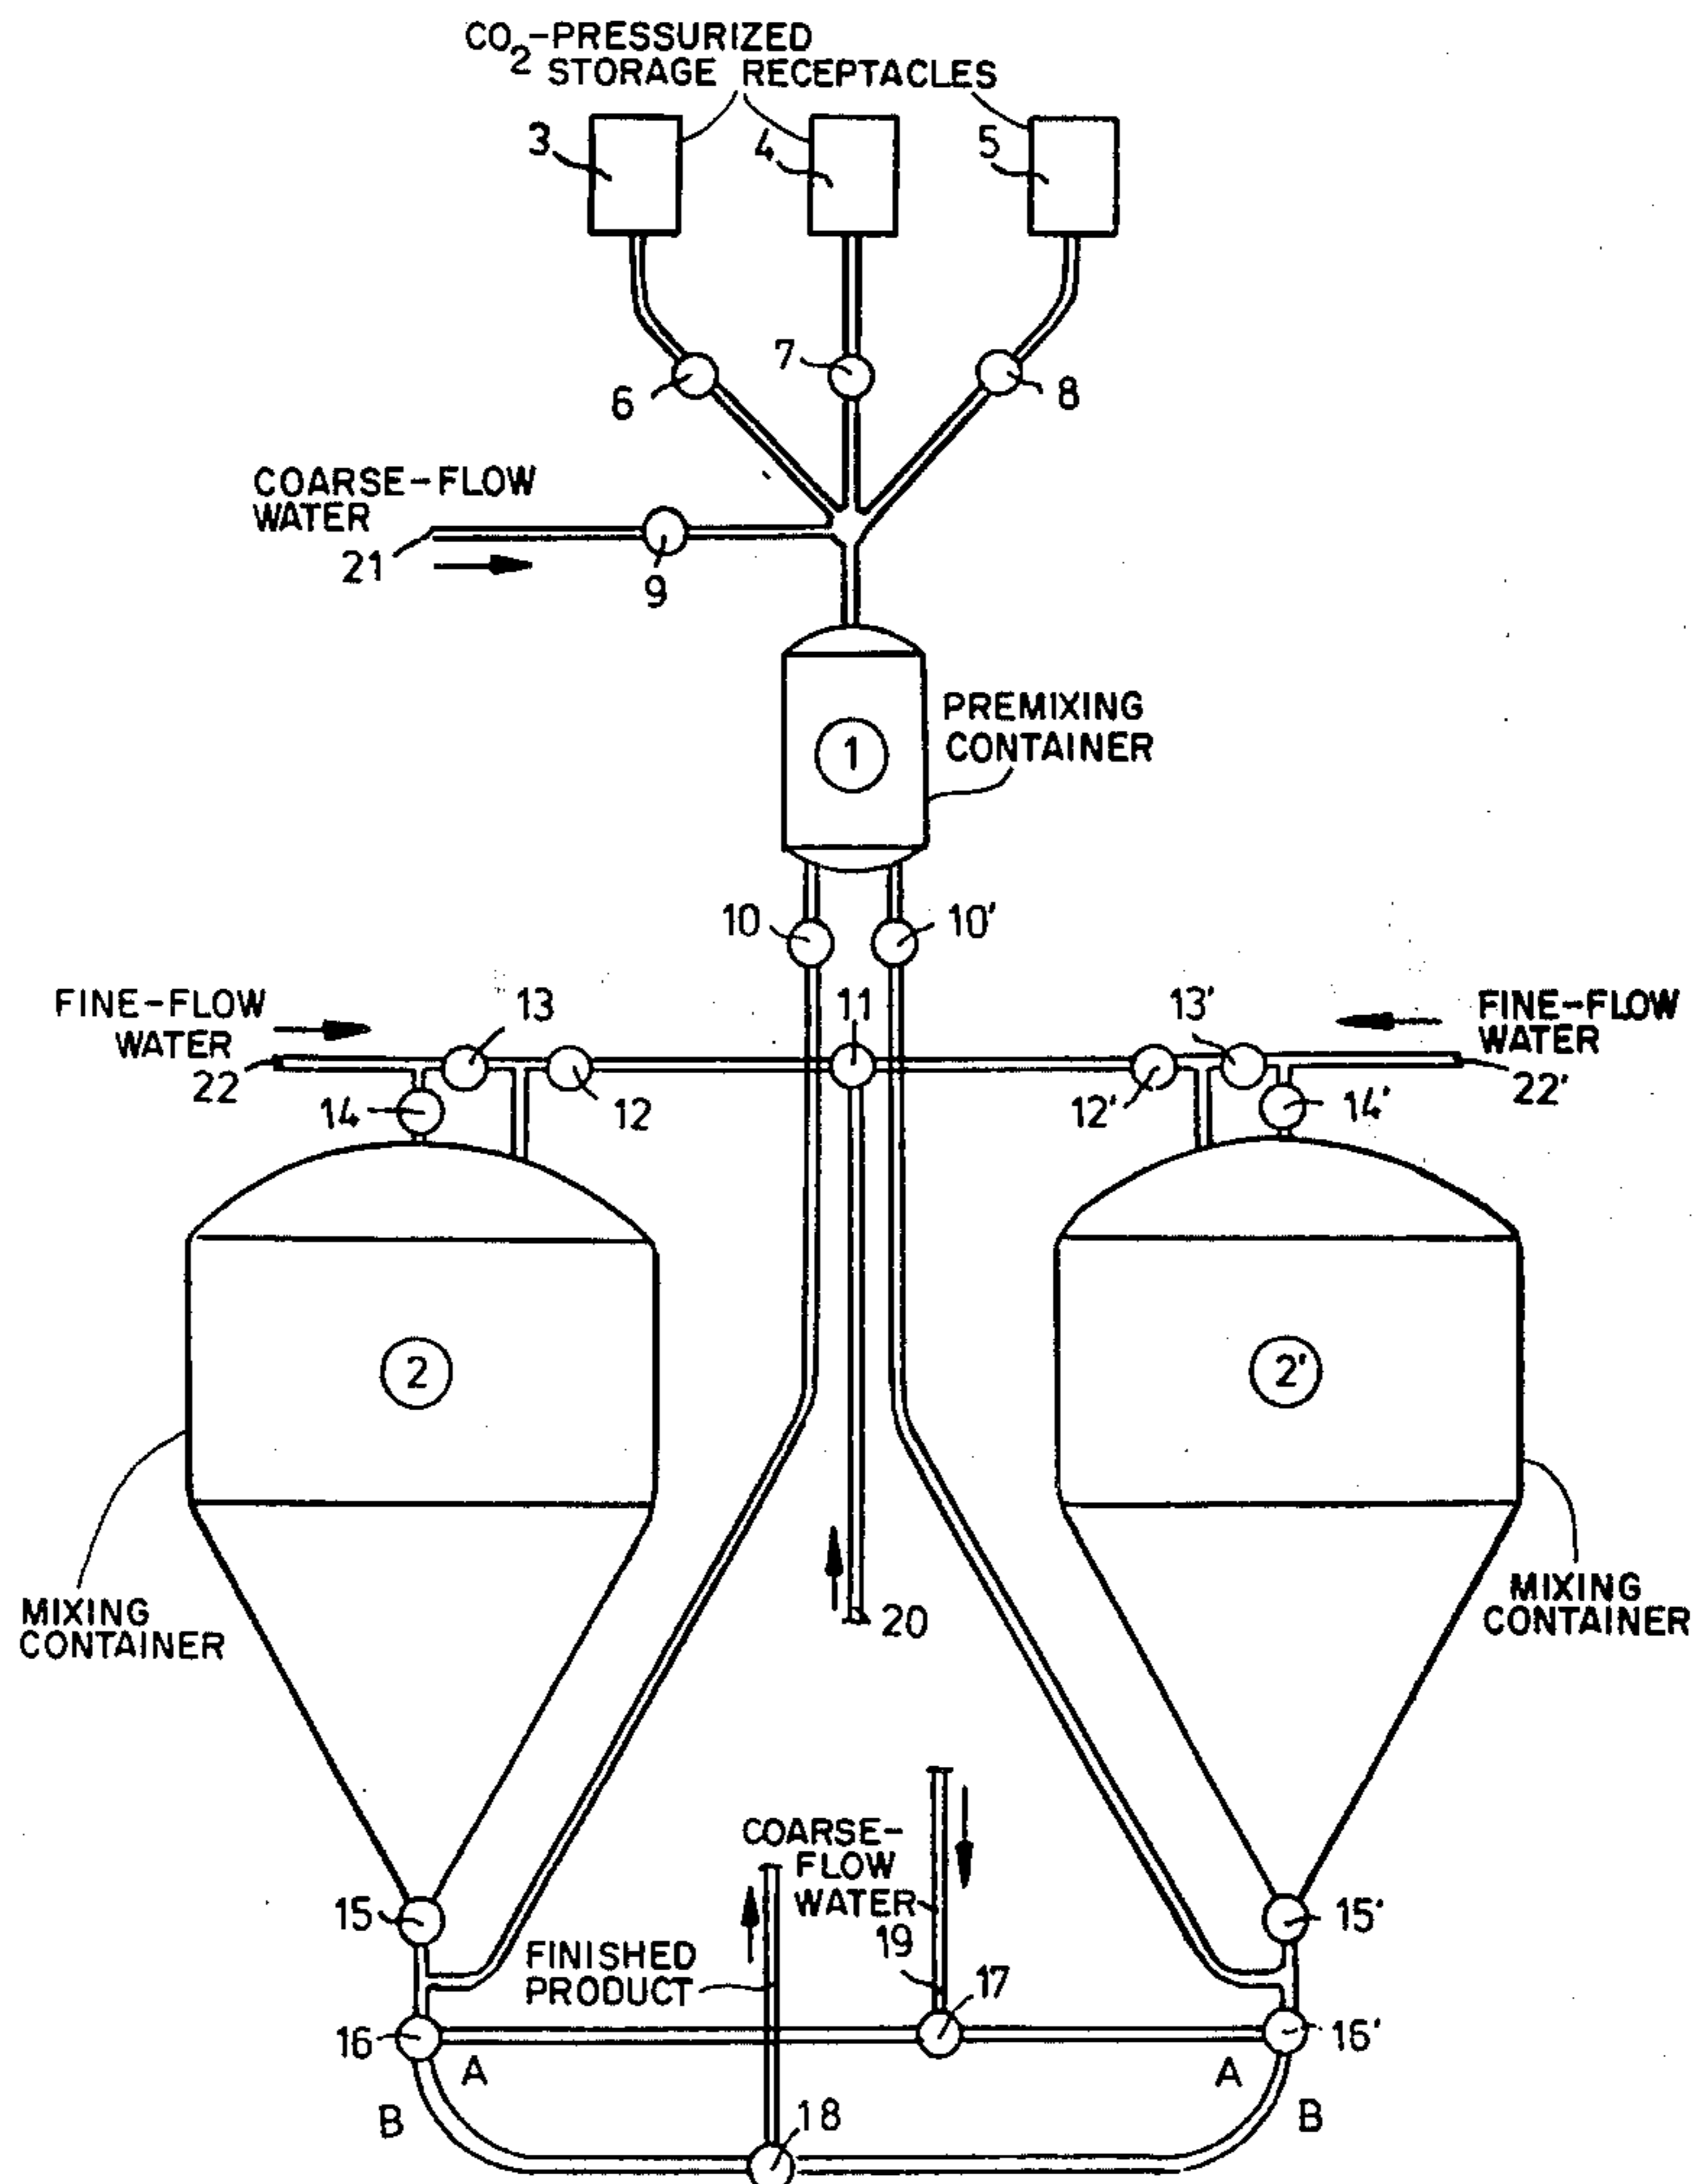 CO2-PRESSURIZED
STORAGE RECEPTACLES
3
4
5
6
7
8
COARSE-FLOW
WATER
21
9
PREMIXING
CONTAINER
1
10
10'
FINE-FLOW
WATER
22
13
11
13'
FINE-FLOW
WATER
22'
14
12
12'
14'
2
2'
MIXING
CONTAINER
20
MIXING
CONTAINER
COARSE-
FLOW
WATER
19
15
15'
FINISHED
PRODUCT
17
16
16'
A
A
B
B
18